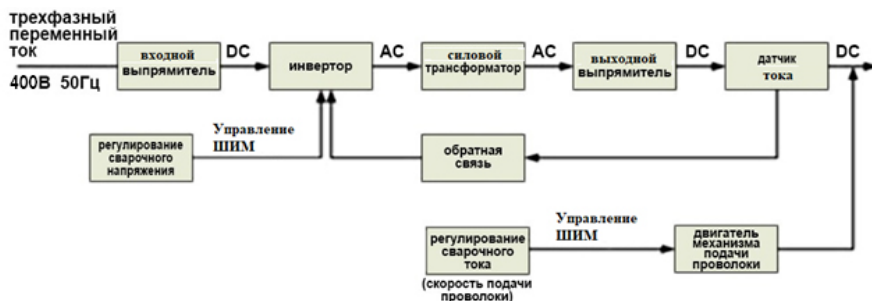 трехфазный
переменный
ток
400В 50Гц
входной
выпрямитель
DC
инвертор
AC
силовой
трансформатор
AC
выходной
выпрямитель
DC
датчик
тока
DC
регулирование
сварочного
напряжения
Управление
ШИМ
обратная
связь
регулирование
сварочного
тока
(скорость подачи
проволоки)
Управление
ШИМ
двигатель
механизма
подачи
проволоки